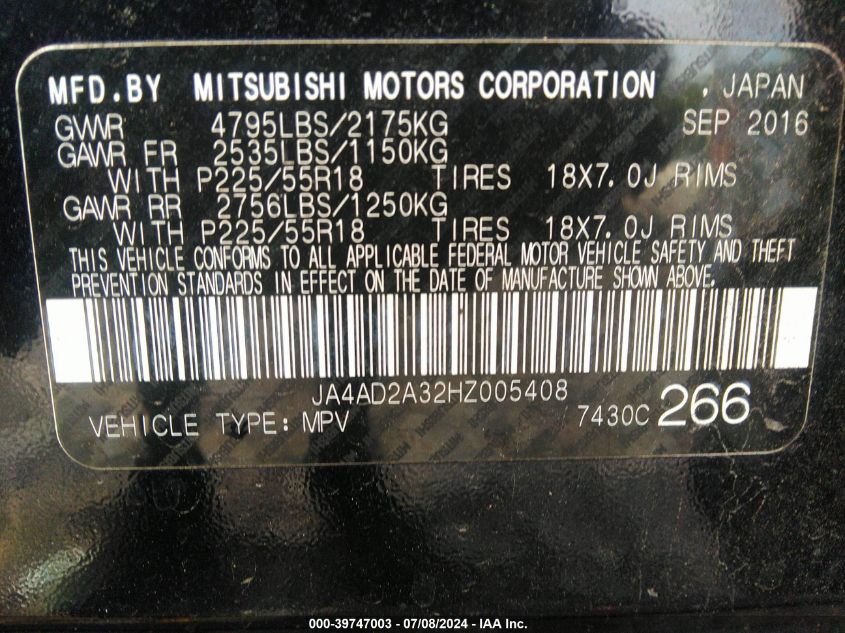 MFD.BY MITSUBISHI MOTORS CORPORATION , JAPAN
GVWR 4795LBS/2175KG SEP 2016
GAWR FR 2535LBS/1150KG
WITH P225/55R18 TIRES 18X7.0J RIMS
GAWR RR 2756LBS/1250KG
WITH P225/55R18 TIRES 18X7.0J RIMS
THIS VEHICLE CONFORMS TO ALL APPLICABLE FEDERAL MOTOR VEHICLE SAFETY AND THEFT
PREVENTION STANDARDS IN EFFECT ON THE DATE OF MANUFACTURE SHOWN ABOVE.
JA4AD2A32HZ005408
VEHICLE TYPE: MPV 7430C 266
000-39747003 - 07/08/2024 - IAA Inc.